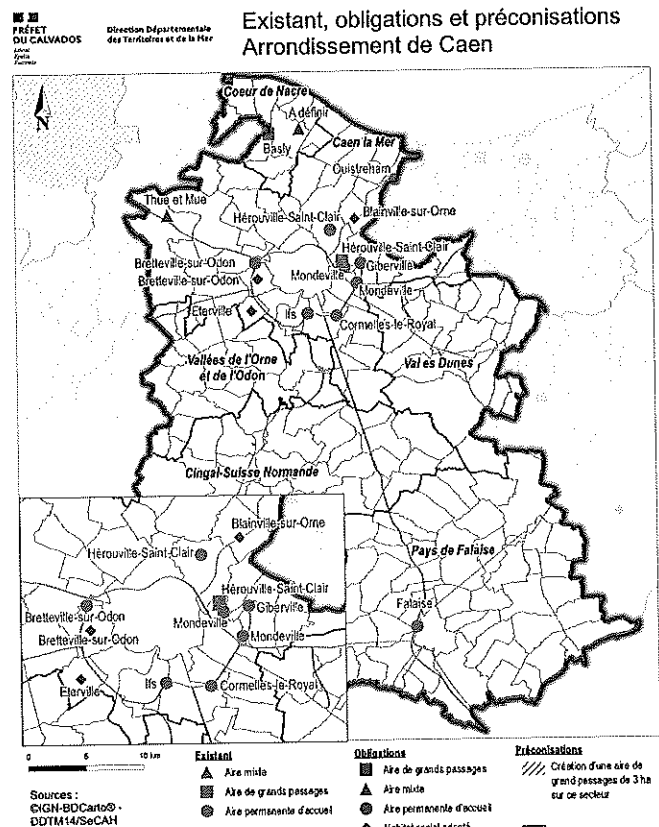 PRÉFET
DU CALVADOS
Direction Départementale
des Territoires et de la Mer
Existant, obligations et préconisations
Arrondissement de Caen
N
Coeur de Nacre
A définir
Basly
Caen la Mer
Ouistreham
Thue et Mue
Hérouville-Saint-Clair
Blainville-sur-Orne
Hérouville-Saint-Clair
Bretteville-sur-Odon
Mondeville
Giberville
Bretteville-sur-Odon
Mondeville
Eterville
Ifs
Cormelles-le-Royal
Vallées de l'Orne
et de l'Odon
Val es Dunes
Cingal-Suisse Normande
Pays de Falaise
Falaise
Blainville-sur-Orne
Hérouville-Saint-Clair
Hérouville-Saint-Clair
Bretteville-sur-Odon
Mondeville
Giberville
Bretteville-sur-Odon
Mondeville
Eterville
Ifs
Cormelles-le-Royal
0 5 10 km
Sources :
©IGN-BDCarto® -
DDTM14/SeCAH
Existant
Aire mixte
Aire de grands passages
Aire permanente d'accueil
Obligations
Aire de grands passages
Aire mixte
Aire permanente d'accueil
Habitat social adapté
Préconisations
Création d'une aire de
grand passages de 3 ha
sur ce secteur